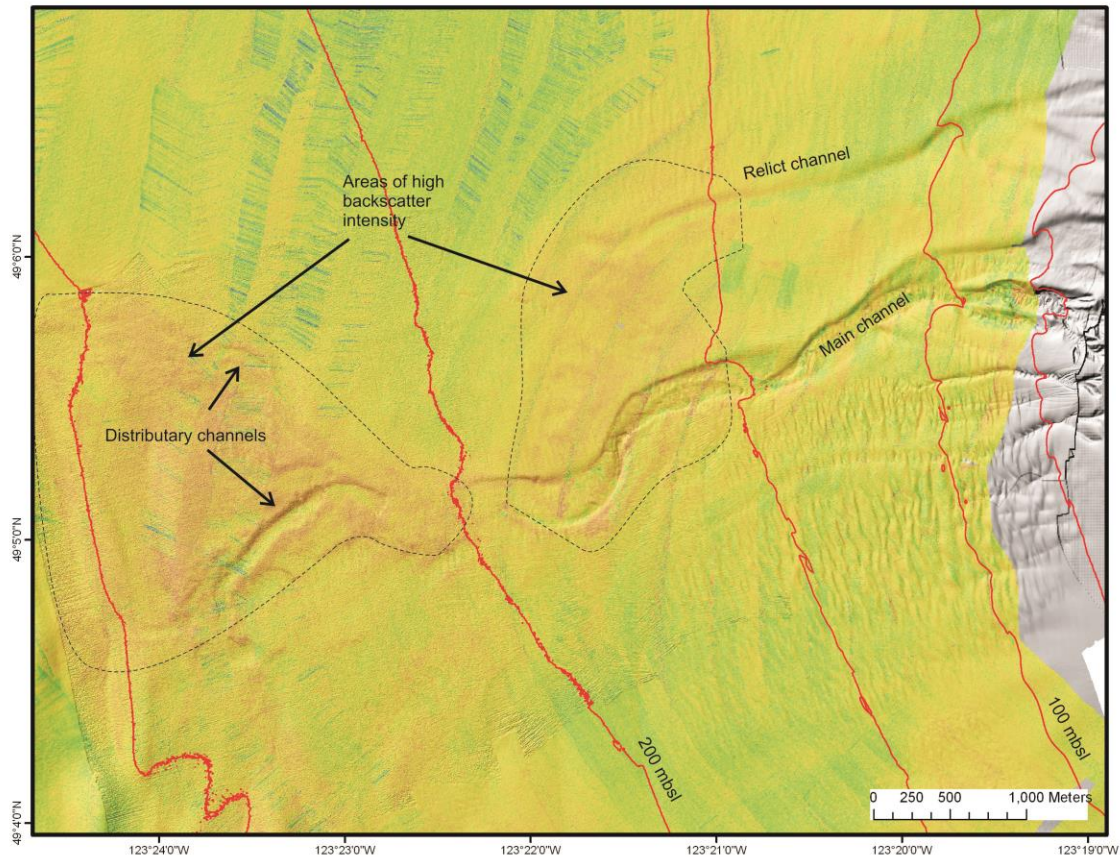 Relict channel
Areas of high
backscatter
intensity
Main channel
Distributary channels
200 mbsl
100 mbsl
0 250 500 1,000 Meters
49°6'0"N
49°5'0"N
49°4'0"N
123°24'0"W 123°23'0"W 123°22'0"W 123°21'0"W 123°20'0"W 123°19'0"W